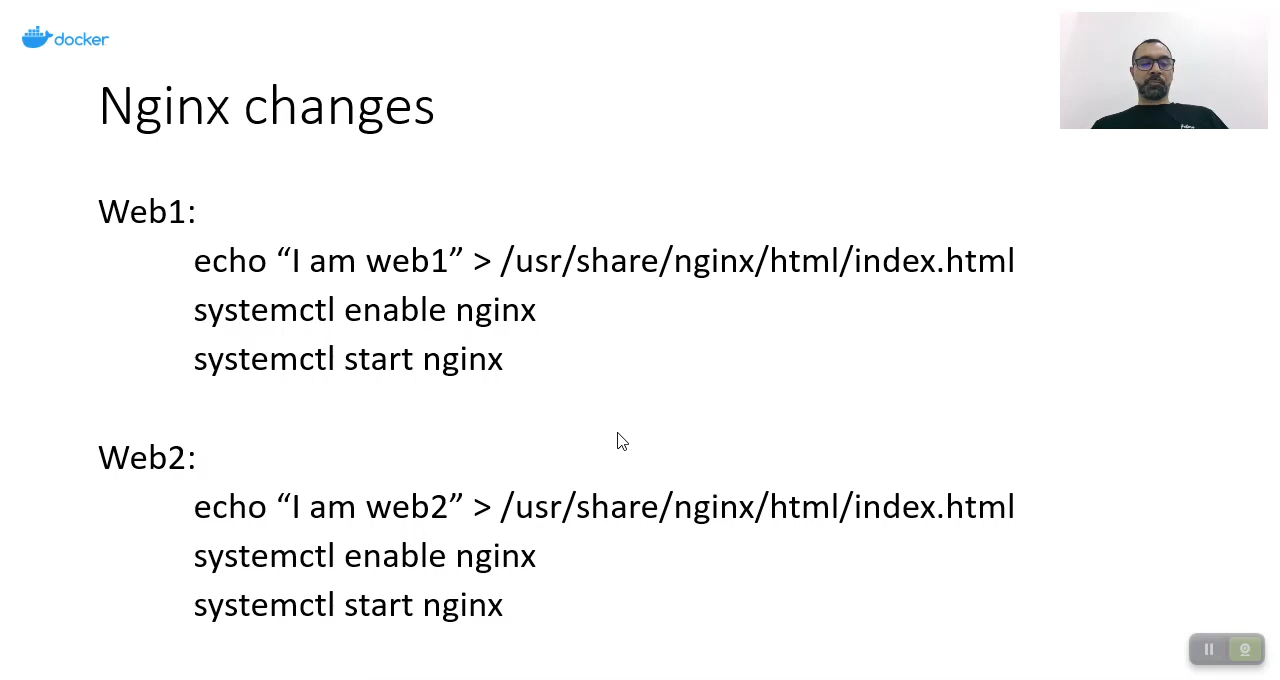 docker
Nginx changes
Web1:
echo “I am web1” > /usr/share/nginx/html/index.html
systemctl enable nginx
systemctl start nginx
Web2:
echo “I am web2” > /usr/share/nginx/html/index.html
systemctl enable nginx
systemctl start nginx